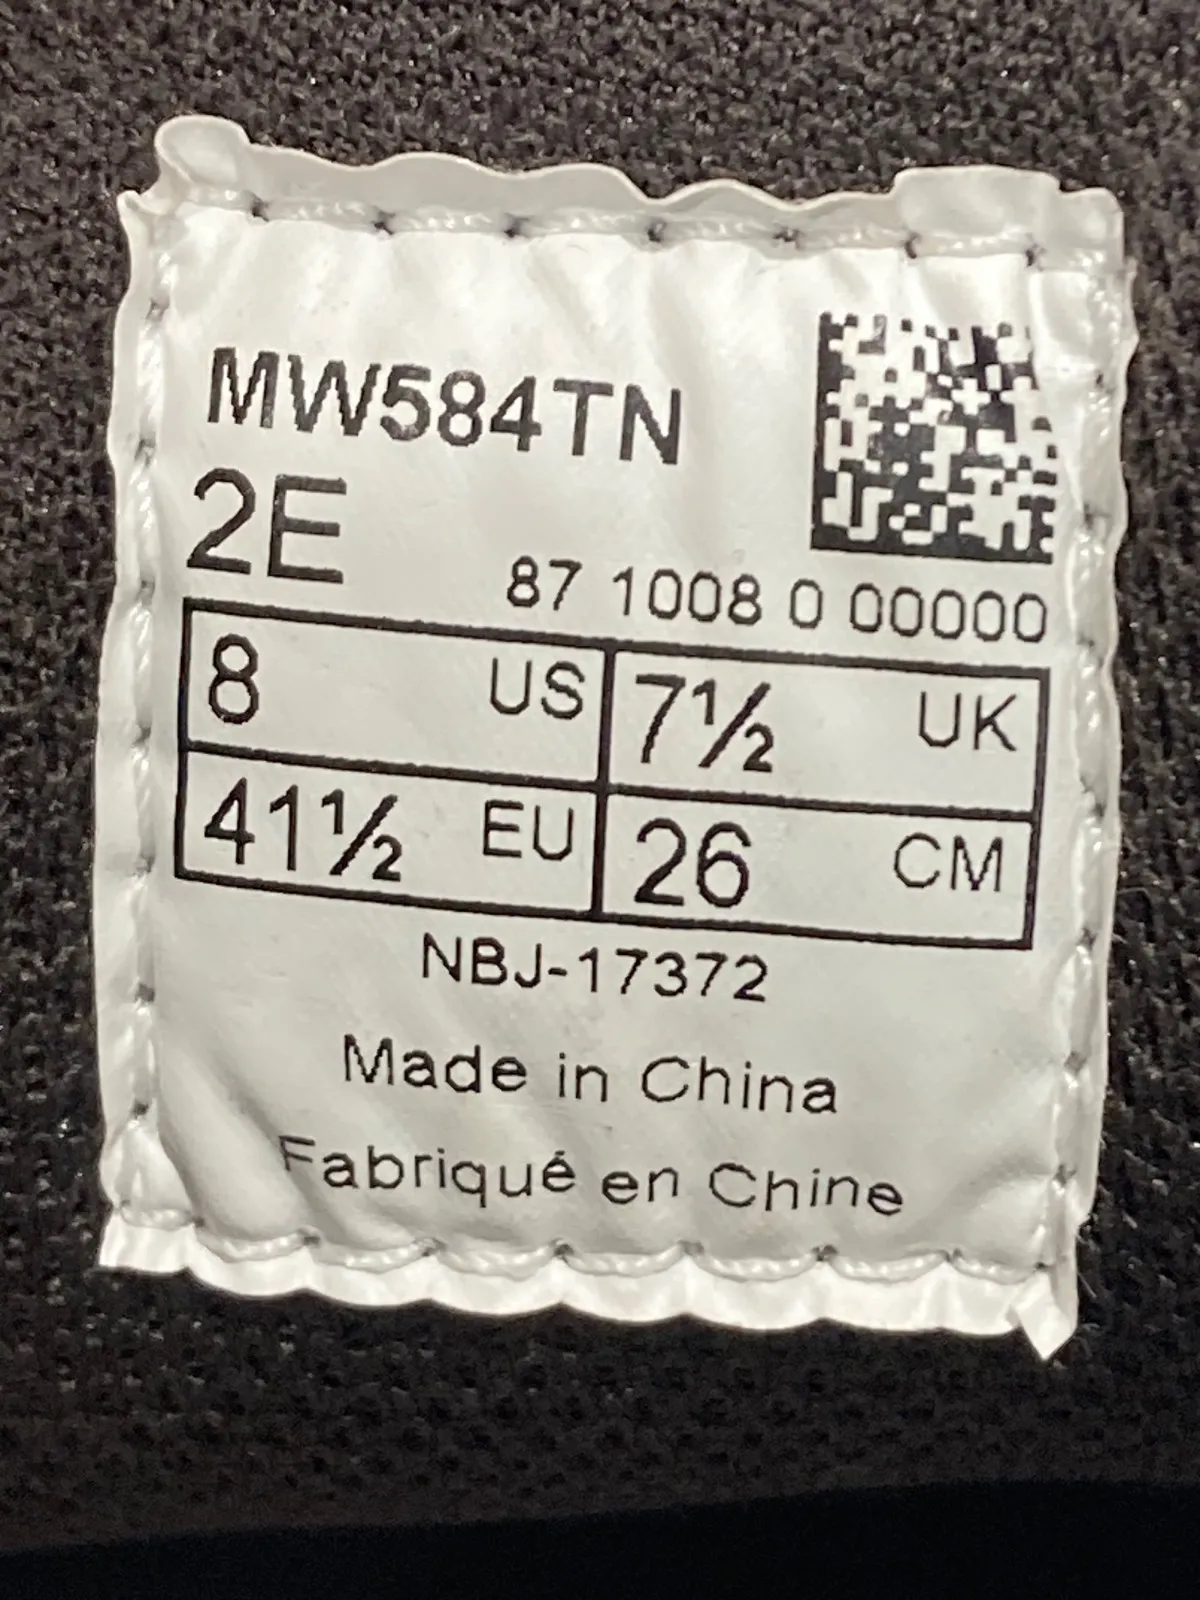 MW584TN
2E
87 1008 0 00000
8 US 7½ UK
41½ EU 26 CM
NBJ-17372
Made in China
Fabriqué en Chine